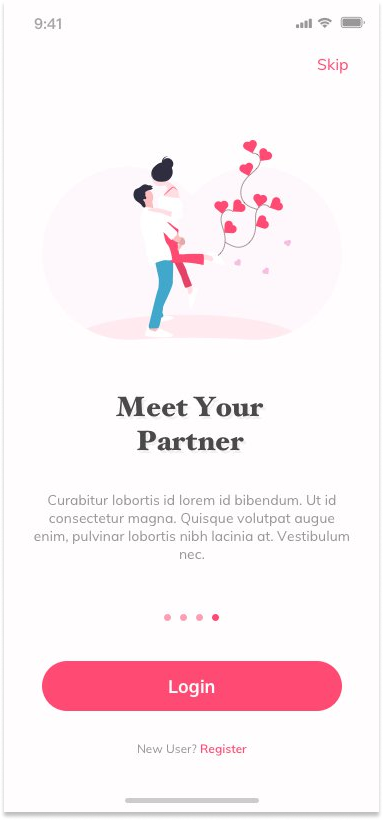 9:41
Skip
Meet Your
Partner
Curabitur lobortis id lorem id bibendum. Ut id
consectetur magna. Quisque volutpat augue
enim, pulvinar lobortis nibh lacinia at. Vestibulum
nec.
Login
New User? Register